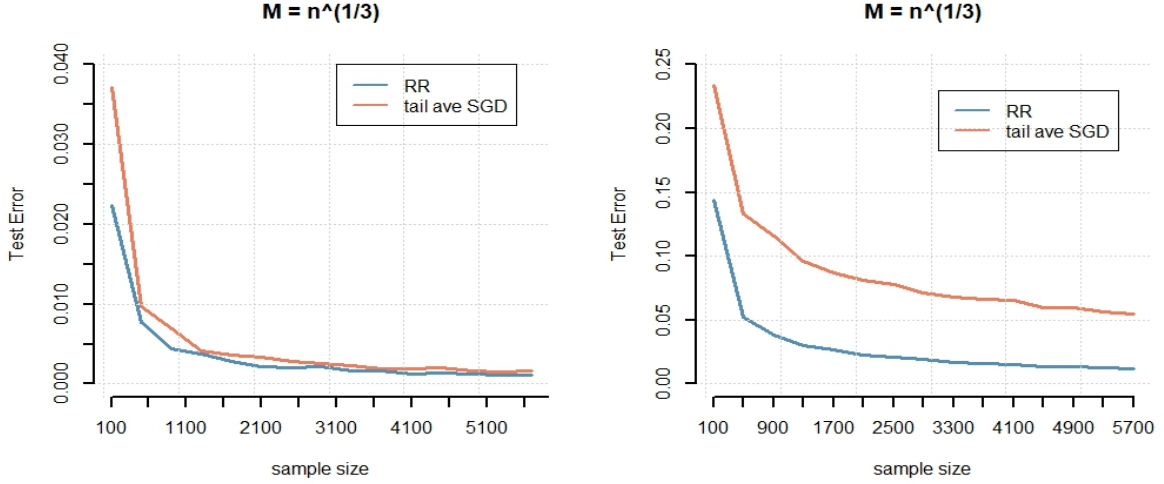 M = n^(1/3)
Test Error
0.040
0.030
0.020
0.010
0.000
RR
tail ave SGD
100 1100 2100 3100 4100 5100
sample size
M = n^(1/3)
Test Error
0.25
0.20
0.15
0.10
0.05
0.00
RR
tail ave SGD
100 900 1700 2500 3300 4100 4900 5700
sample size